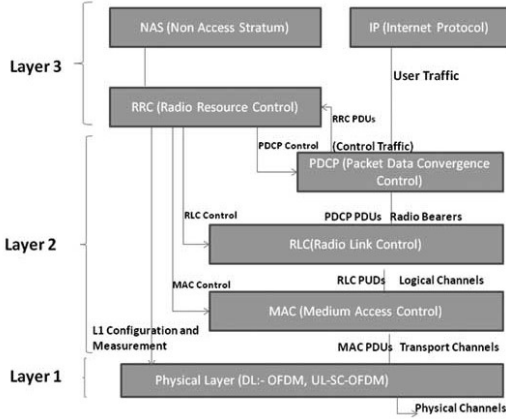 NAS (Non Access Stratum)
IP (Internet Protocol)
Layer 3
User Traffic
RRC (Radio Resource Control)
RRC PDUs
PDCP Control
(Control Traffic)
PDCP (Packet Data Convergence
Control)
PDCP PDUs Radio Bearers
RLC Control
RLC(Radio Link Control)
Layer 2
RLC PUDs Logical Channels
MAC Control
MAC (Medium Access Control)
L1 Configuration and
Measurement
MAC PDUs Transport Channels
Layer 1
Physical Layer (DL:- OFDM, UL-SC-OFDM)
Physical Channels